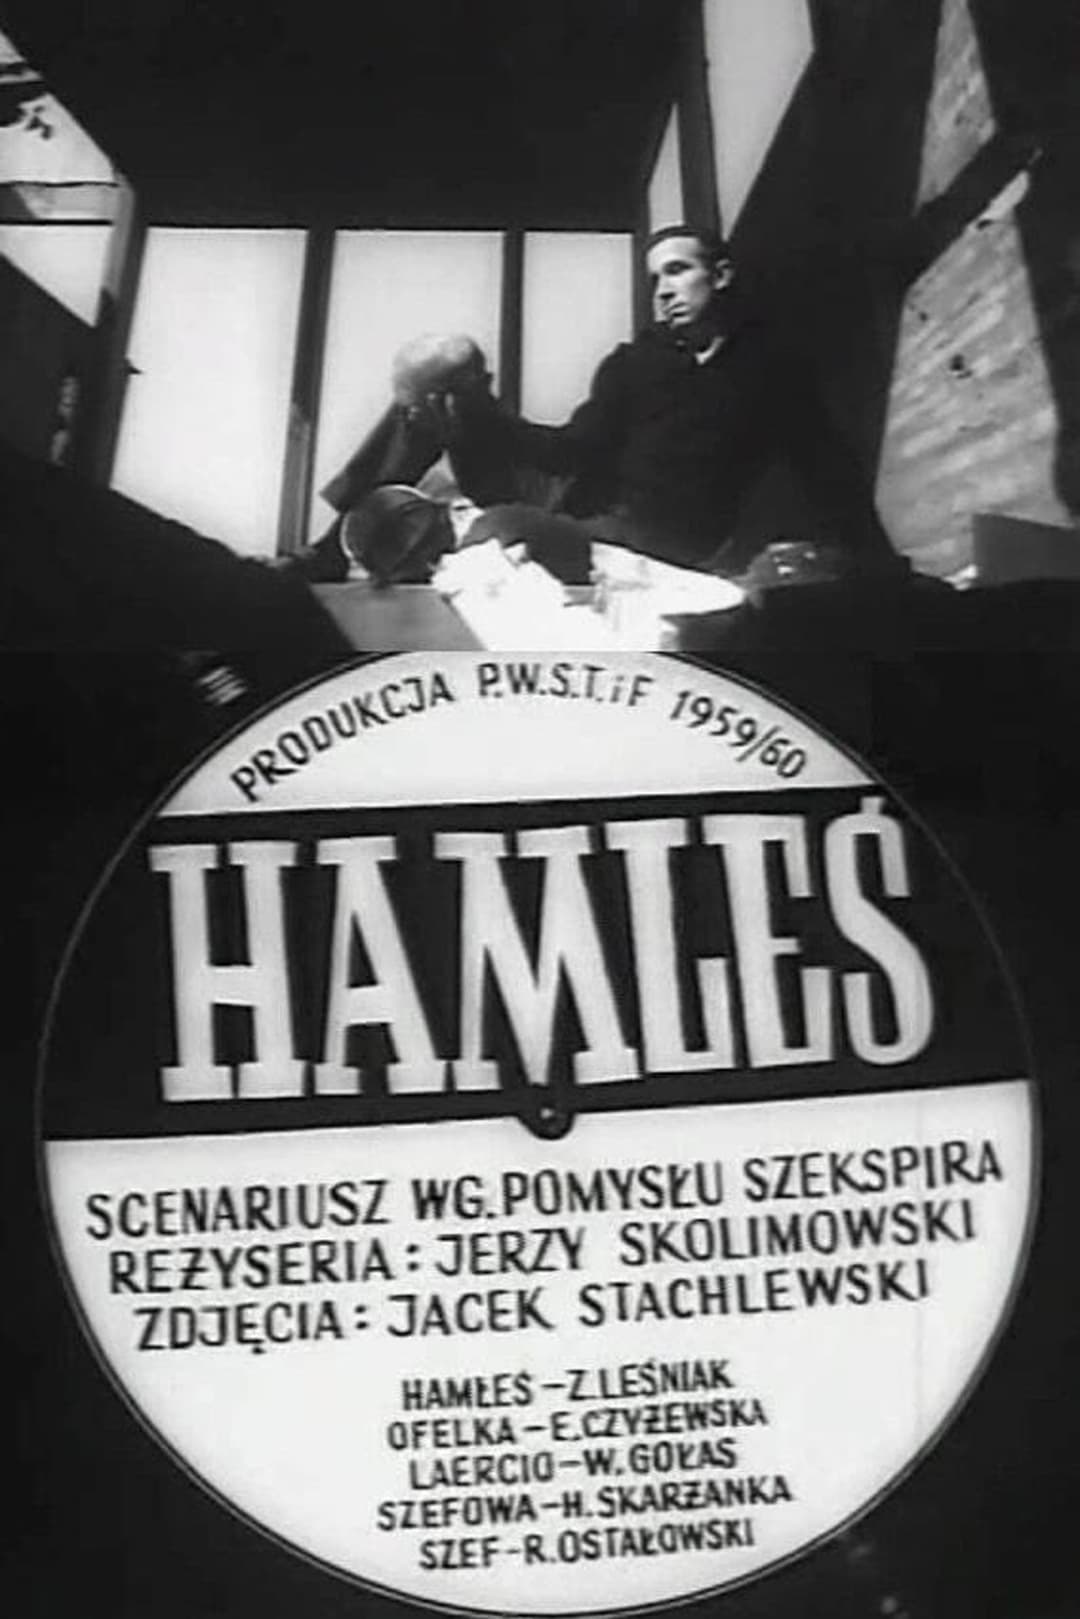 PRODUKCJA P.W.S.T.iF 1959/60
HAMLEŚ
SCENARIUSZ WG. POMYSŁU SZEKSPIRA
REŻYSERIA: JERZY SKOLIMOWSKI
ZDJĘCIA: JACEK STACHLEWSKI
HAMŁEŚ-Z.LEŚNIAK
OFELKA-E.CZYŻEWSKA
LAERCIO-W.GOŁAS
SZEFOWA-H.SKARŻANKA
SZEF-R.OSTAŁOWSKI